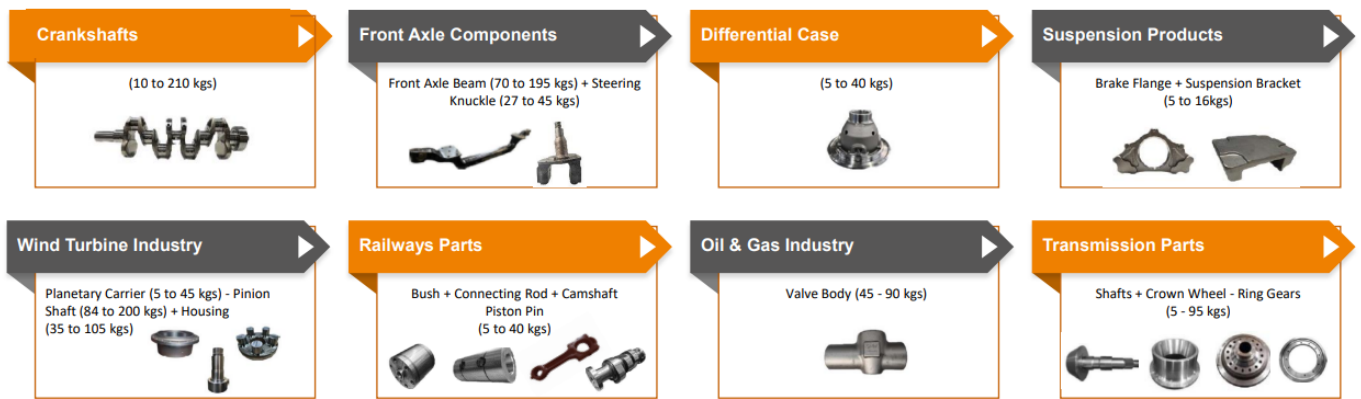 Crankshafts
(10 to 210 kgs)
Front Axle Components
Front Axle Beam (70 to 195 kgs) + Steering
Knuckle (27 to 45 kgs)
Differential Case
(5 to 40 kgs)
Suspension Products
Brake Flange + Suspension Bracket
(5 to 16kgs)
Wind Turbine Industry
Planetary Carrier (5 to 45 kgs) - Pinion
Shaft (84 to 200 kgs) + Housing
(35 to 105 kgs)
Railways Parts
Bush + Connecting Rod + Camshaft
Piston Pin
(5 to 40 kgs)
Oil & Gas Industry
Valve Body (45 - 90 kgs)
Transmission Parts
Shafts + Crown Wheel - Ring Gears
(5 - 95 kgs)